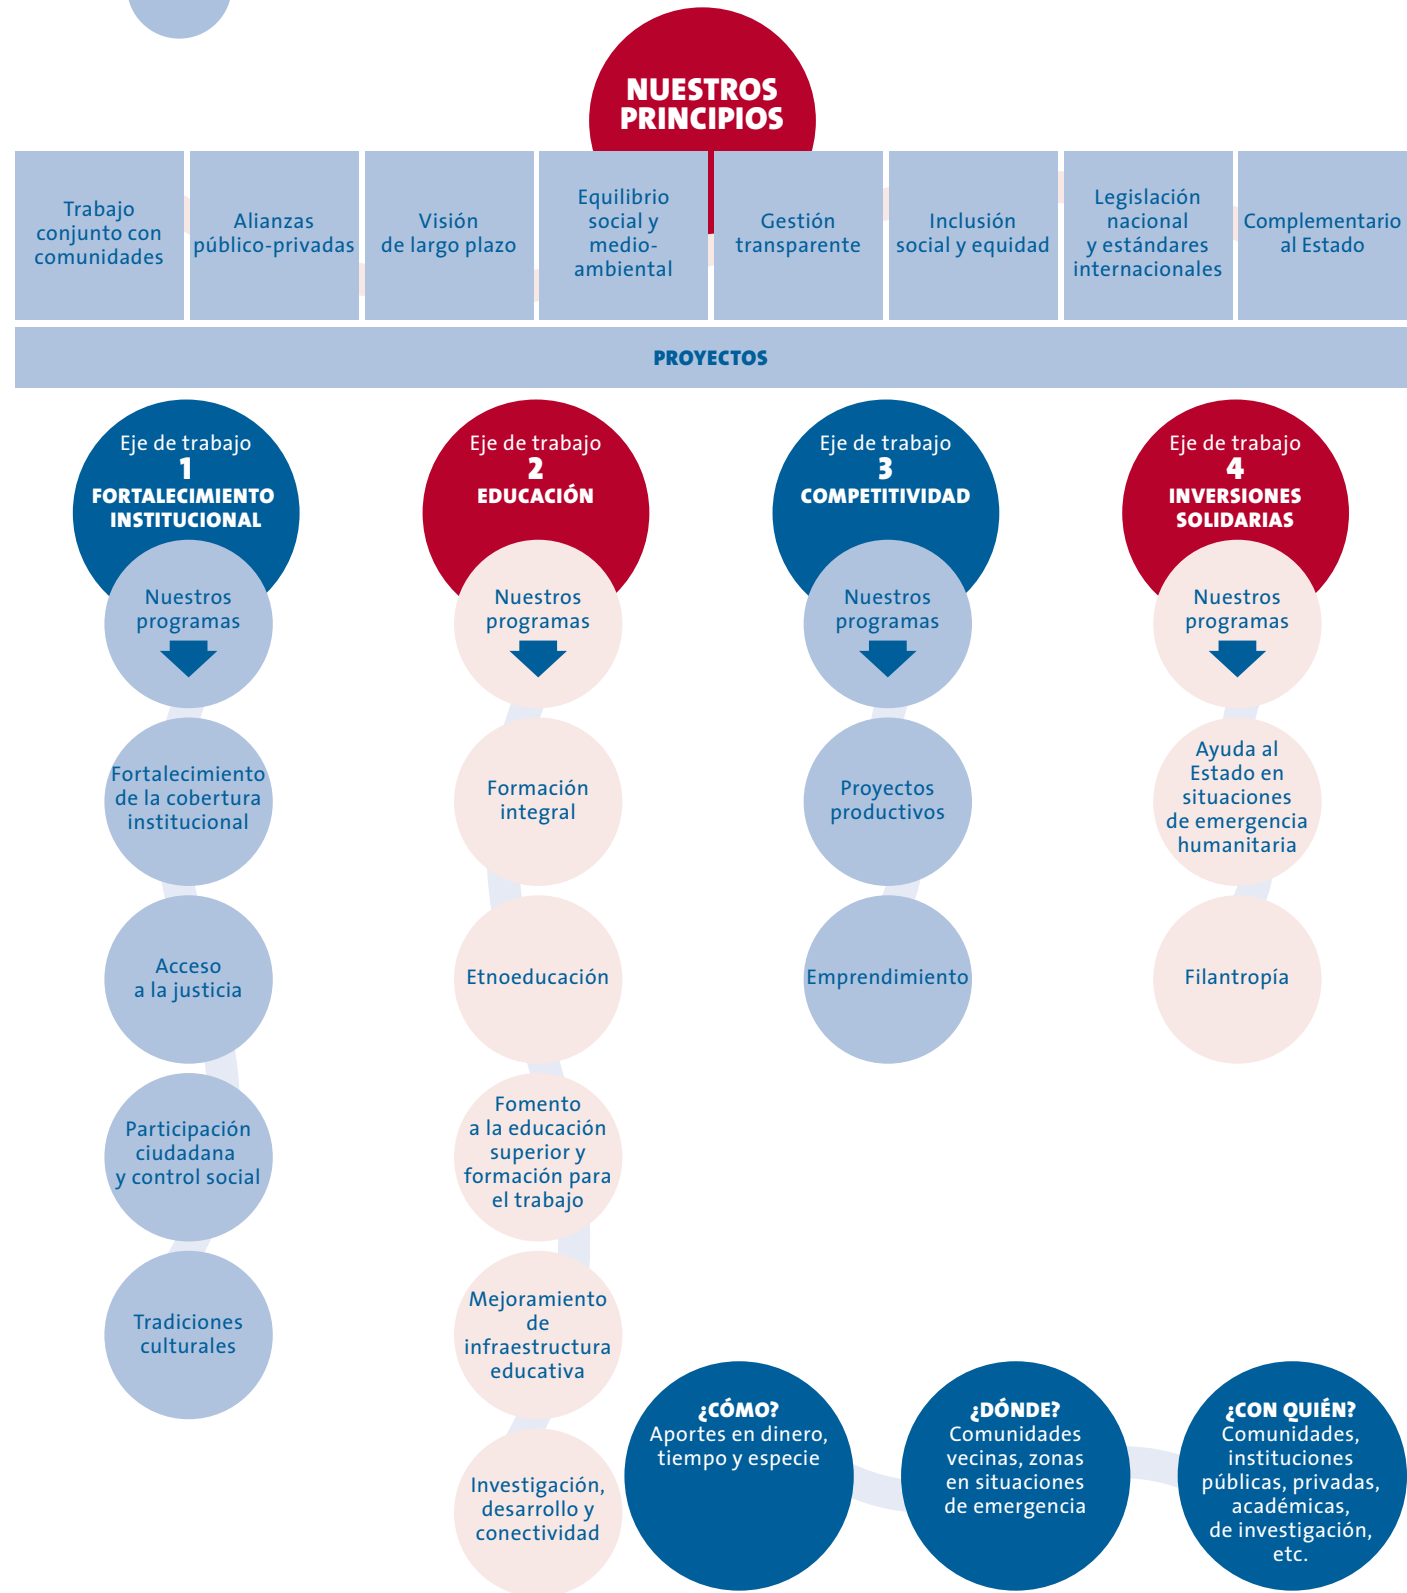 NUESTROS
PRINCIPIOS
Trabajo
conjunto con
comunidades
Alianzas
público-privadas
Visión
de largo plazo
Equilibrio
social y
medio-
ambiental
Gestión
transparente
Inclusión
social y equidad
Legislación
nacional
y estándares
internacionales
Complementario
al Estado
PROYECTOS
Eje de trabajo
1
FORTALECIMIENTO
INSTITUCIONAL
Nuestros
programas
Fortalecimiento
de la cobertura
institucional
Acceso
a la justicia
Participación
ciudadana
y control social
Tradiciones
culturales
Eje de trabajo
2
EDUCACIÓN
Nuestros
programas
Formación
integral
Etnoeducación
Fomento
a la educación
superior y
formación para
el trabajo
Mejoramiento
de
infraestructura
educativa
Investigación,
desarrollo y
conectividad
Eje de trabajo
3
COMPETITIVIDAD
Nuestros
programas
Proyectos
productivos
Emprendimiento
Eje de trabajo
4
INVERSIONES
SOLIDARIAS
Nuestros
programas
Ayuda al
Estado en
situaciones
de emergencia
humanitaria
Filantropía
¿CÓMO?
Aportes en dinero,
tiempo y especie
¿DÓNDE?
Comunidades
vecinas, zonas
en situaciones
de emergencia
¿CON QUIÉN?
Comunidades,
instituciones
públicas, privadas,
académicas,
de investigación,
etc.